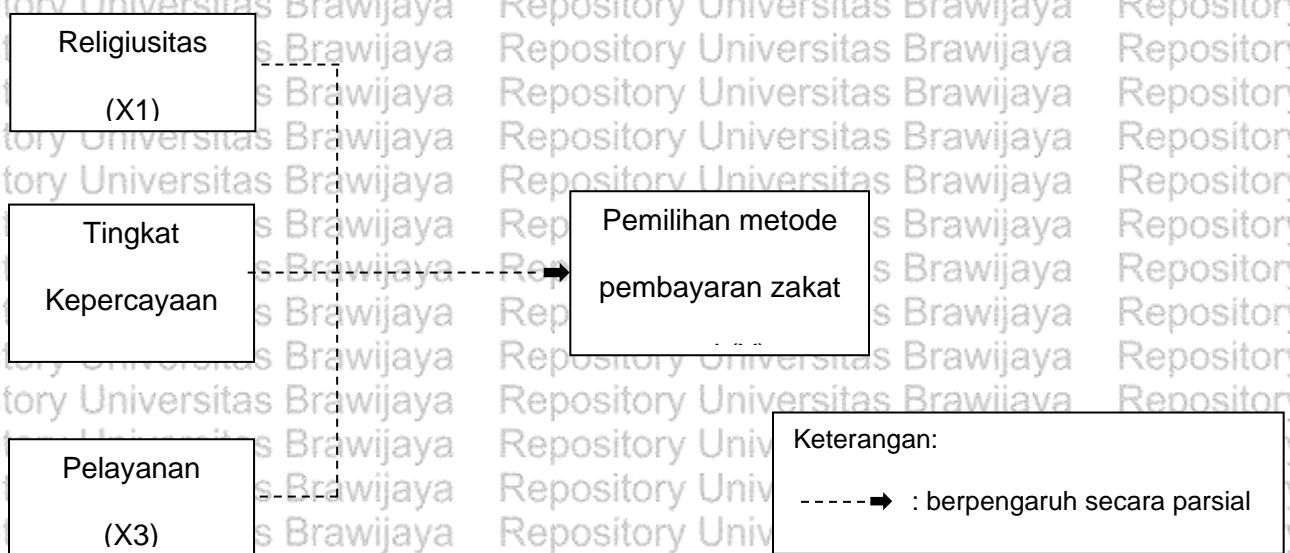 Repository Universitas Brawijaya
Religiusitas
(X1)
Tingkat
Kepercayaan
Pelayanan
(X3)
Pemilihan metode
pembayaran zakat
Keterangan:
: berpengaruh secara parsial